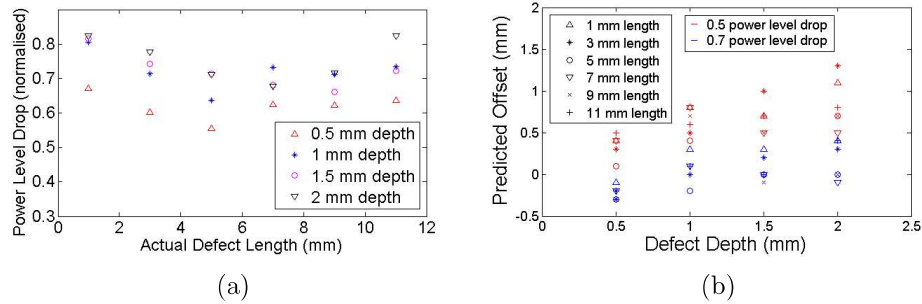 Power Level Drop (normalised)
0.8
0.7
0.6
0.5
0.4
0.3
0 2 4 6 8 10 12
Actual Defect Length (mm)
0.5 mm depth
1 mm depth
1.5 mm depth
2 mm depth
(a)
Predicted Offset (mm)
2
1.5
1
0.5
0
-0.5
0 0.5 1 1.5 2 2.5
Defect Depth (mm)
1 mm length
3 mm length
5 mm length
7 mm length
9 mm length
11 mm length
0.5 power level drop
0.7 power level drop
(b)